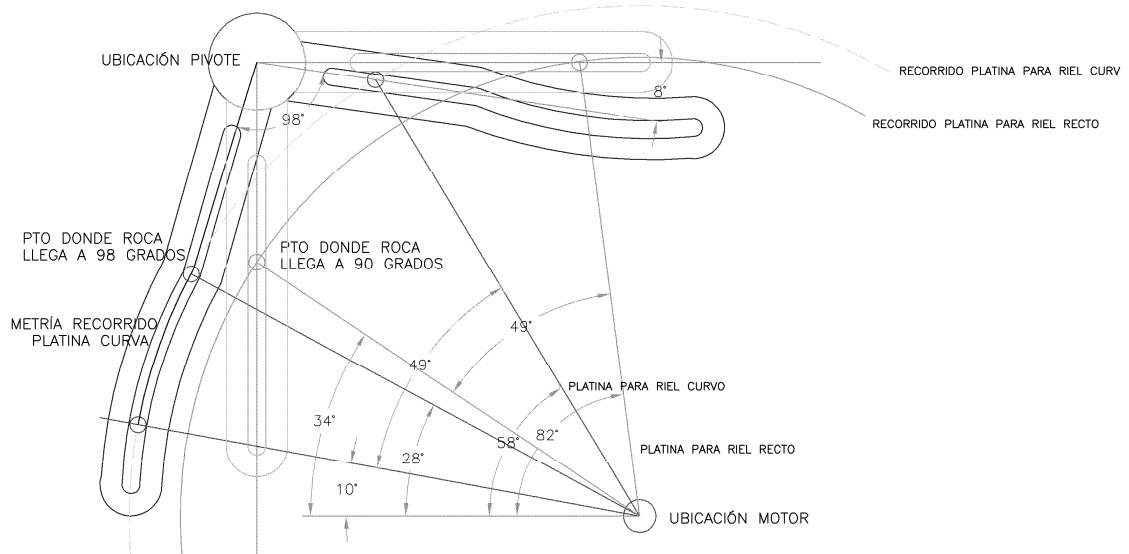 UBICACIÓN PIVOTE
RECORRIDO PLATINA PARA RIEL CURV
8°
98°
RECORRIDO PLATINA PARA RIEL RECTO
PTO DONDE ROCA
LLEGA A 98 GRADOS
PTO DONDE ROCA
LLEGA A 90 GRADOS
METRÍA RECORRIDO
PLATINA CURVA
49°
49°
PLATINA PARA RIEL CURVO
34°
58°
82°
28°
PLATINA PARA RIEL RECTO
10°
UBICACIÓN MOTOR